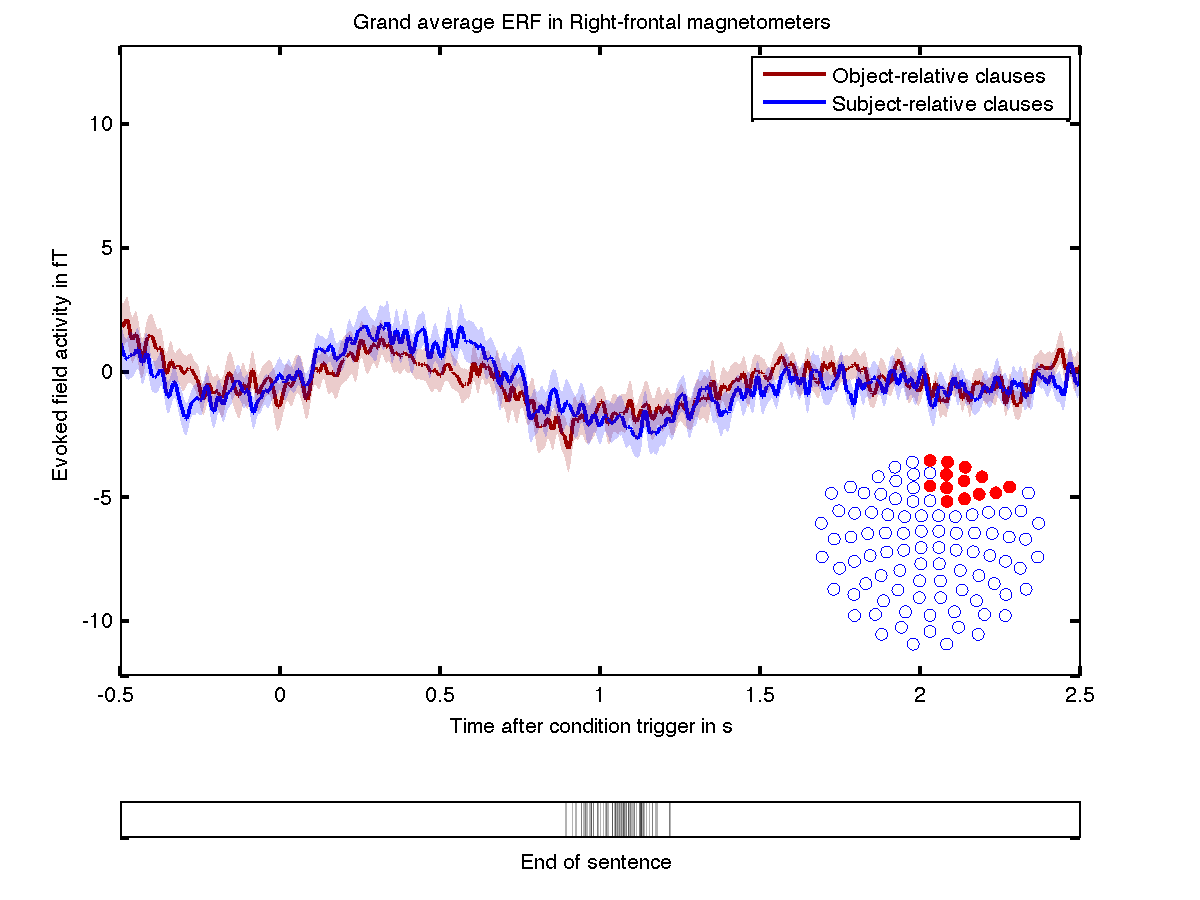 Grand average ERF in Right-frontal magnetometers
Object-relative clauses
Subject-relative clauses
Evoked field activity in fT
10
5
0
-5
-10
-0.5 0 0.5 1 1.5 2 2.5
Time after condition trigger in s
End of sentence